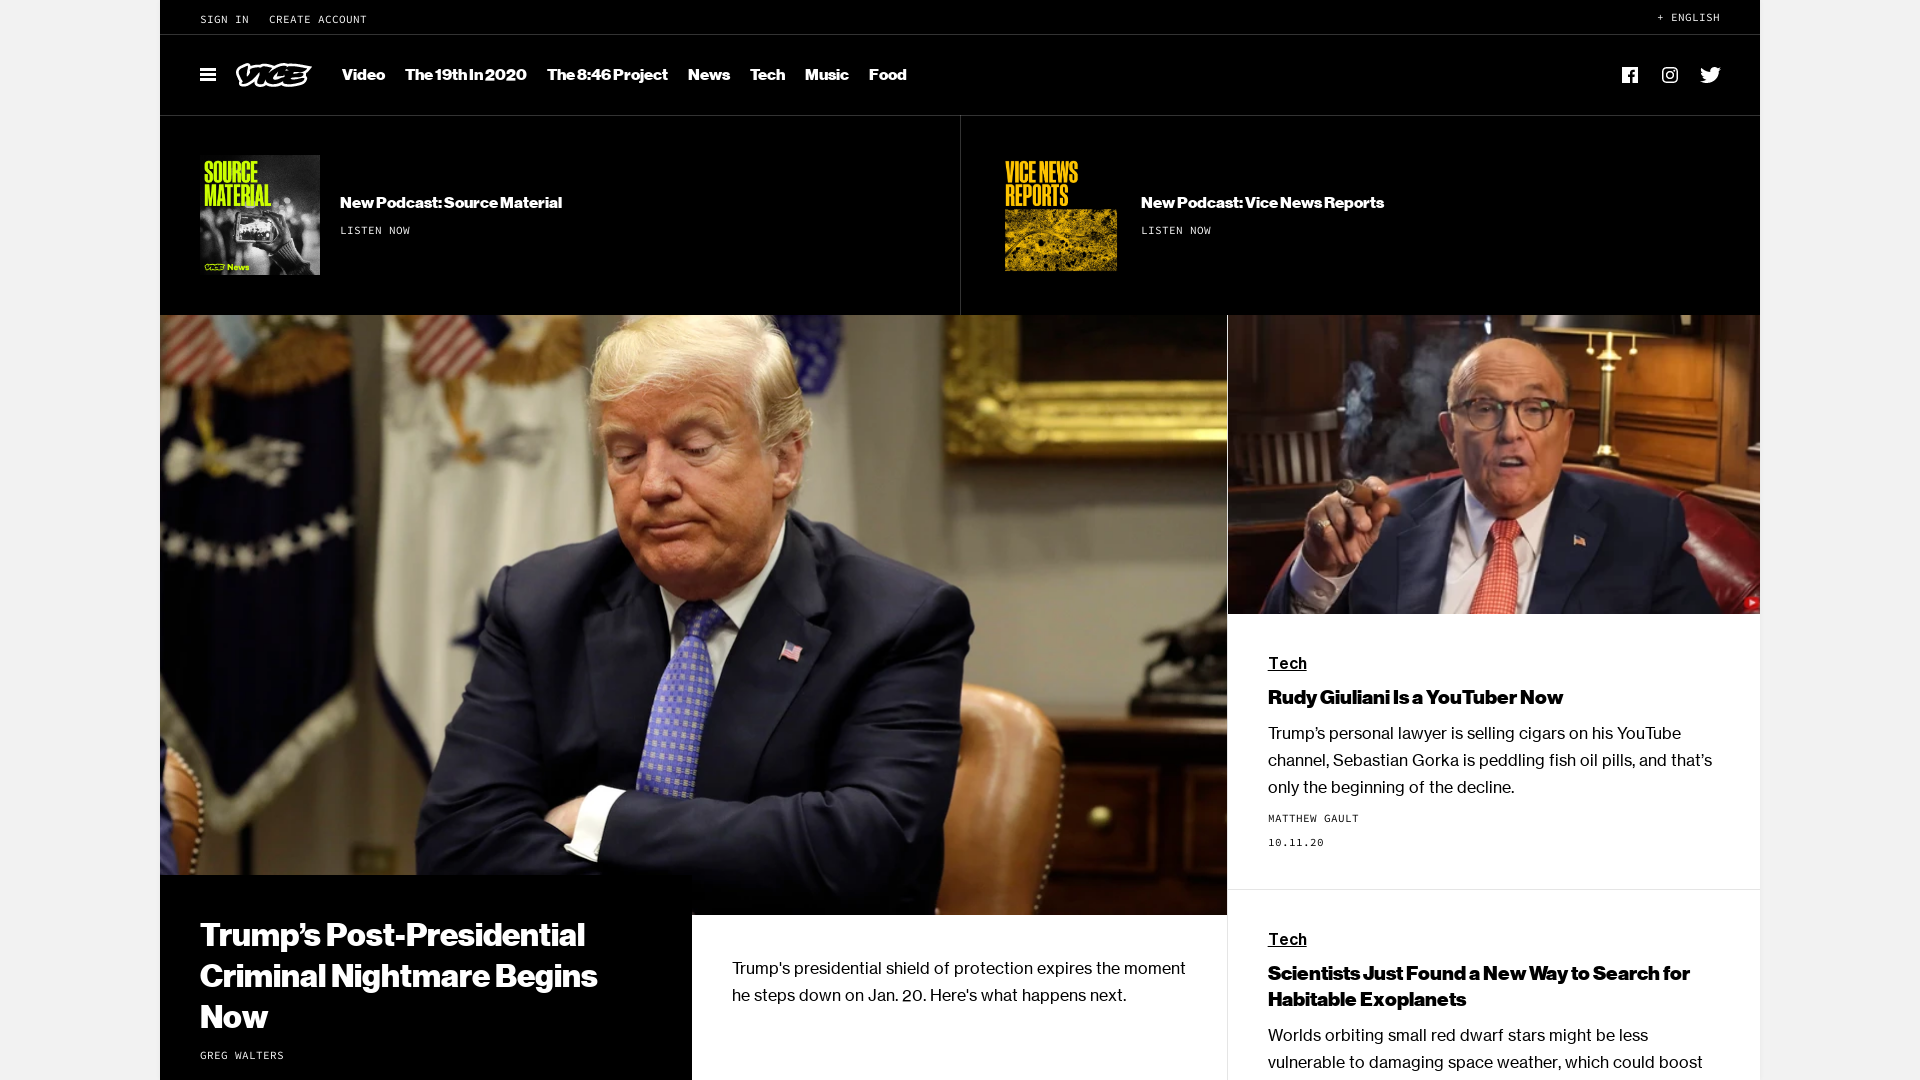 SIGN IN CREATE ACCOUNT + ENGLISH
VICE Video The 19th In 2020 The 8:46 Project News Tech Music Food
SOURCE
MATERIAL
VICE News
New Podcast: Source Material
LISTEN NOW
VICE NEWS
REPORTS
New Podcast: Vice News Reports
LISTEN NOW
Trump’s Post-Presidential
Criminal Nightmare Begins
Now
GREG WALTERS
Trump's presidential shield of protection expires the moment
he steps down on Jan. 20. Here's what happens next.
Tech
Rudy Giuliani Is a YouTuber Now
Trump’s personal lawyer is selling cigars on his YouTube
channel, Sebastian Gorka is peddling fish oil pills, and that’s
only the beginning of the decline.
MATTHEW GAULT
10.11.20
Tech
Scientists Just Found a New Way to Search for
Habitable Exoplanets
Worlds orbiting small red dwarf stars might be less
vulnerable to damaging space weather, which could boost